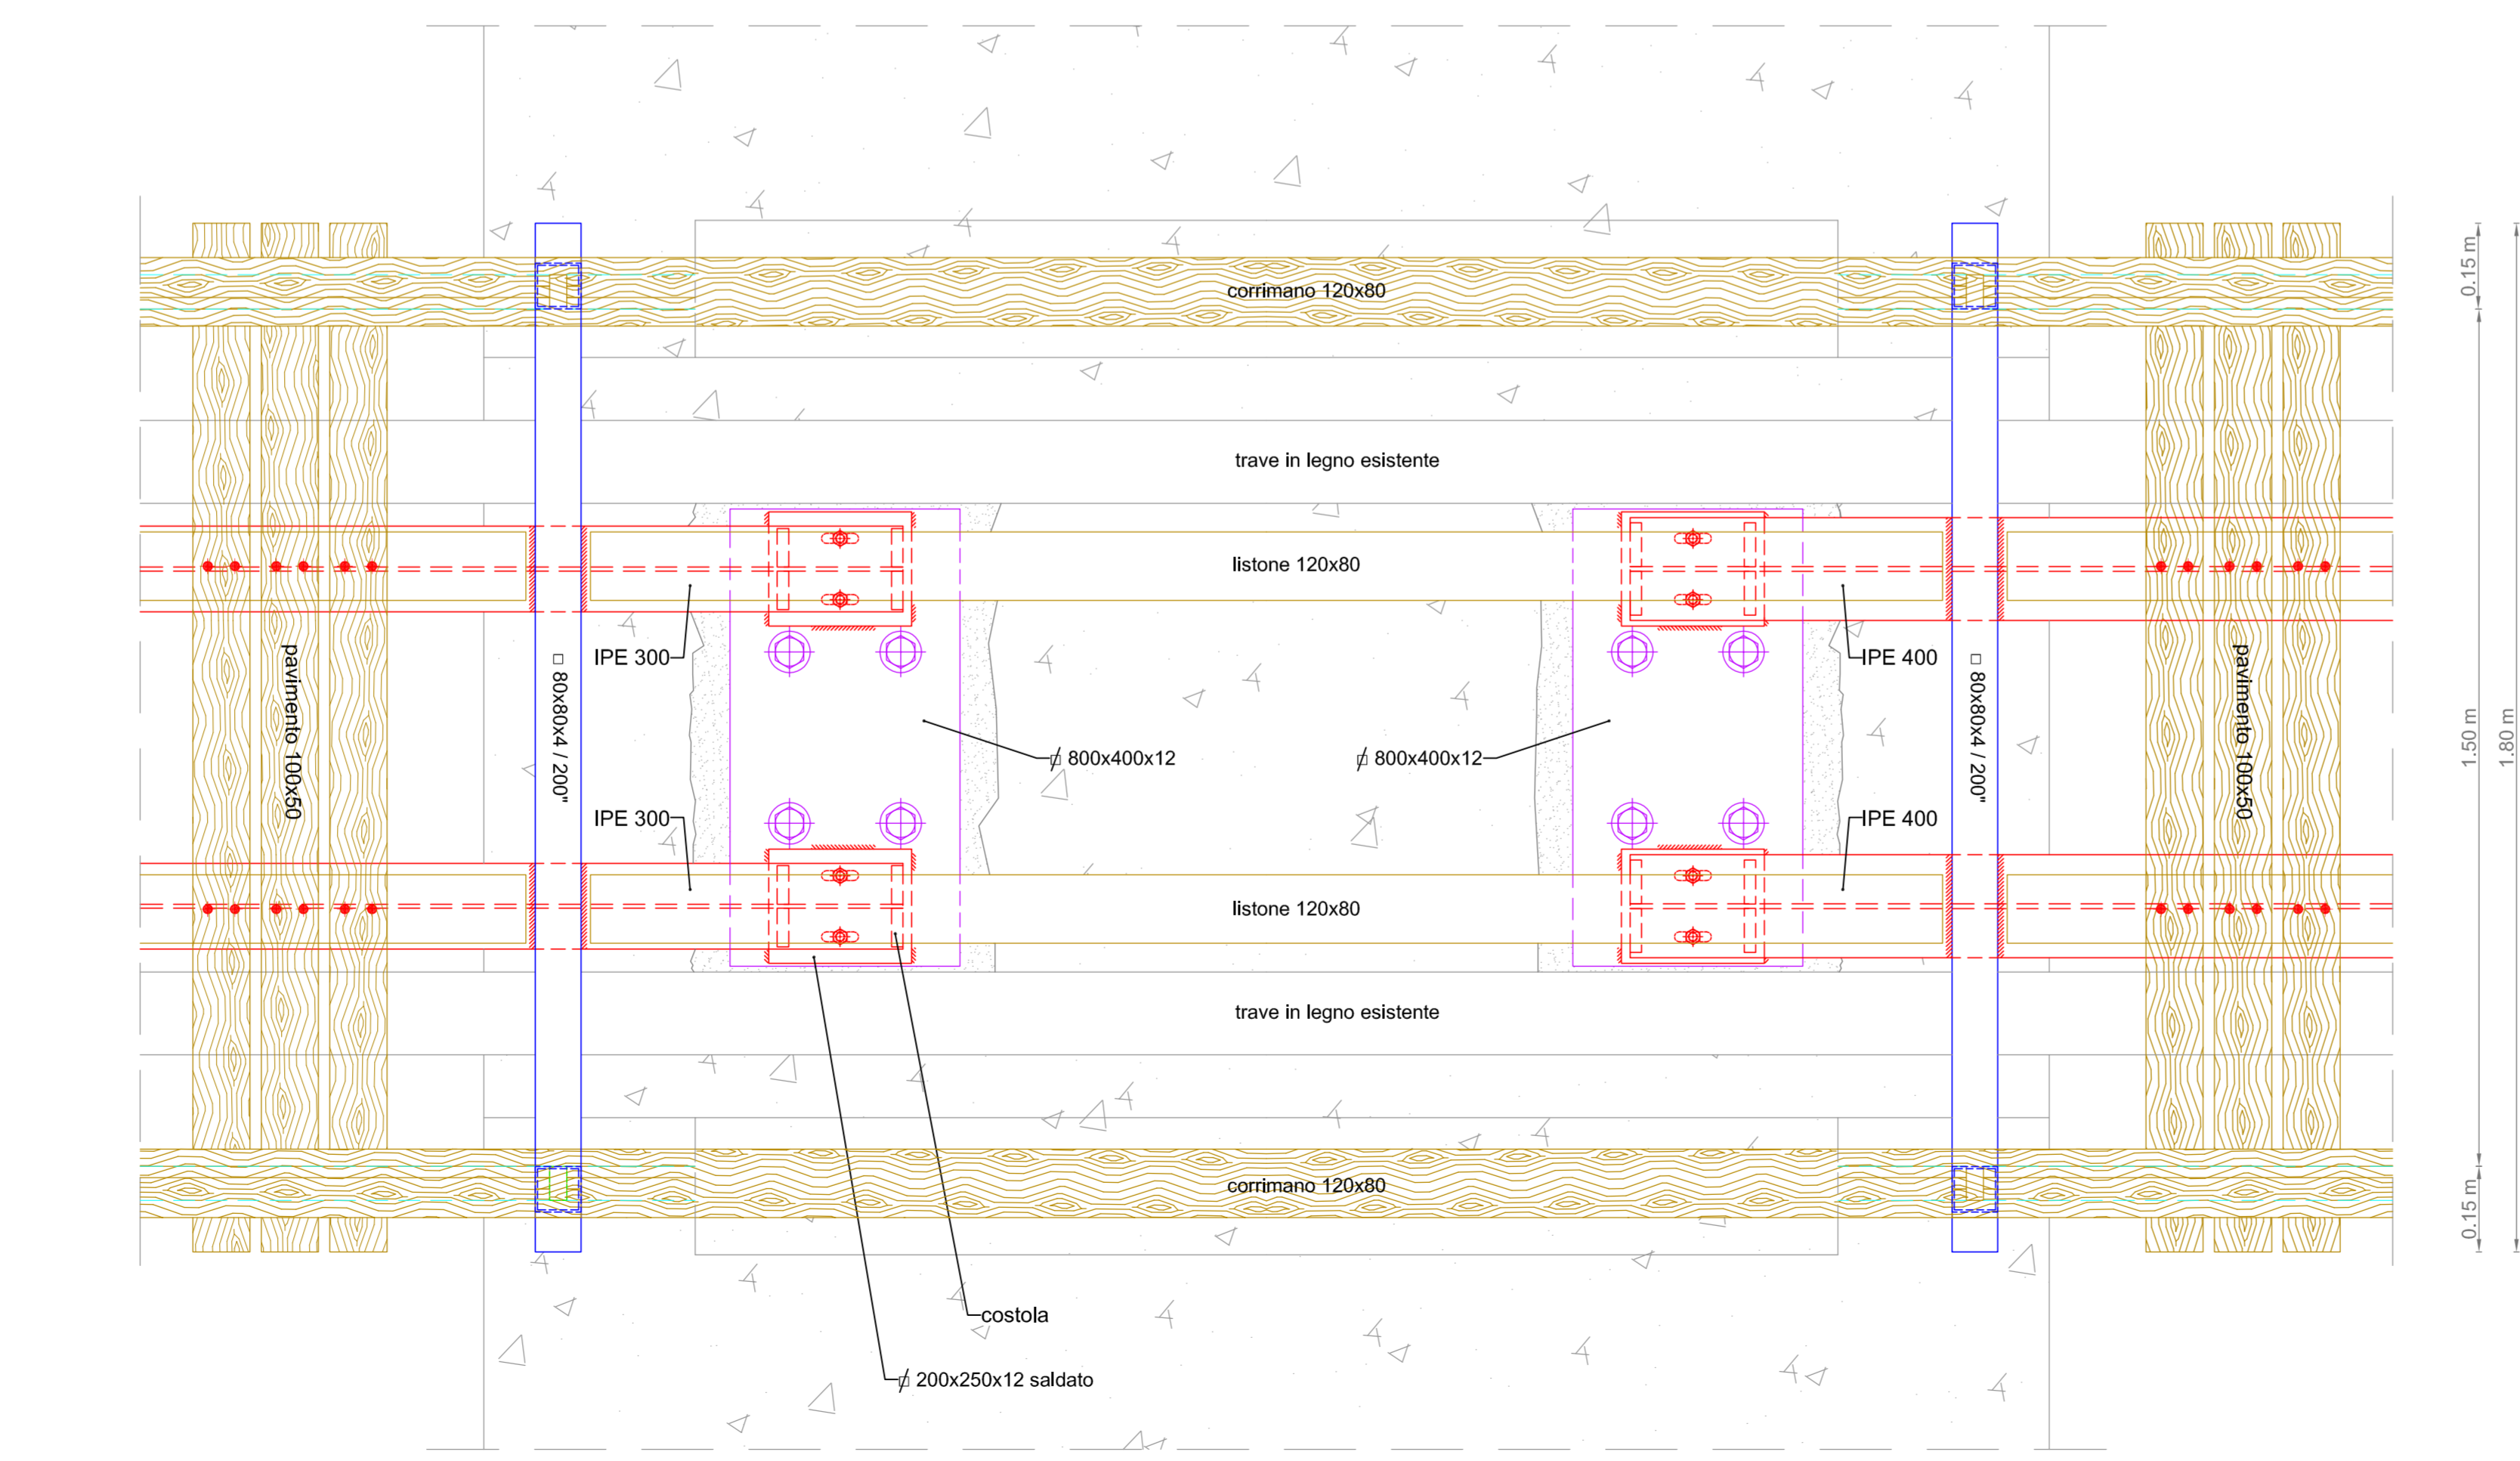 0.15 m
corrimano 120x80
trave in legno esistente
listone 120x80
IPE 300
IPE 400
pavimento 100x50
□ 80x80x4 / 200"
□ 80x80x4 / 200"
pavimento 100x50
1.50 m
1.80 m
800x400x12
800x400x12
IPE 300
IPE 400
listone 120x80
trave in legno esistente
corrimano 120x80
0.15 m
costola
200x250x12 saldato